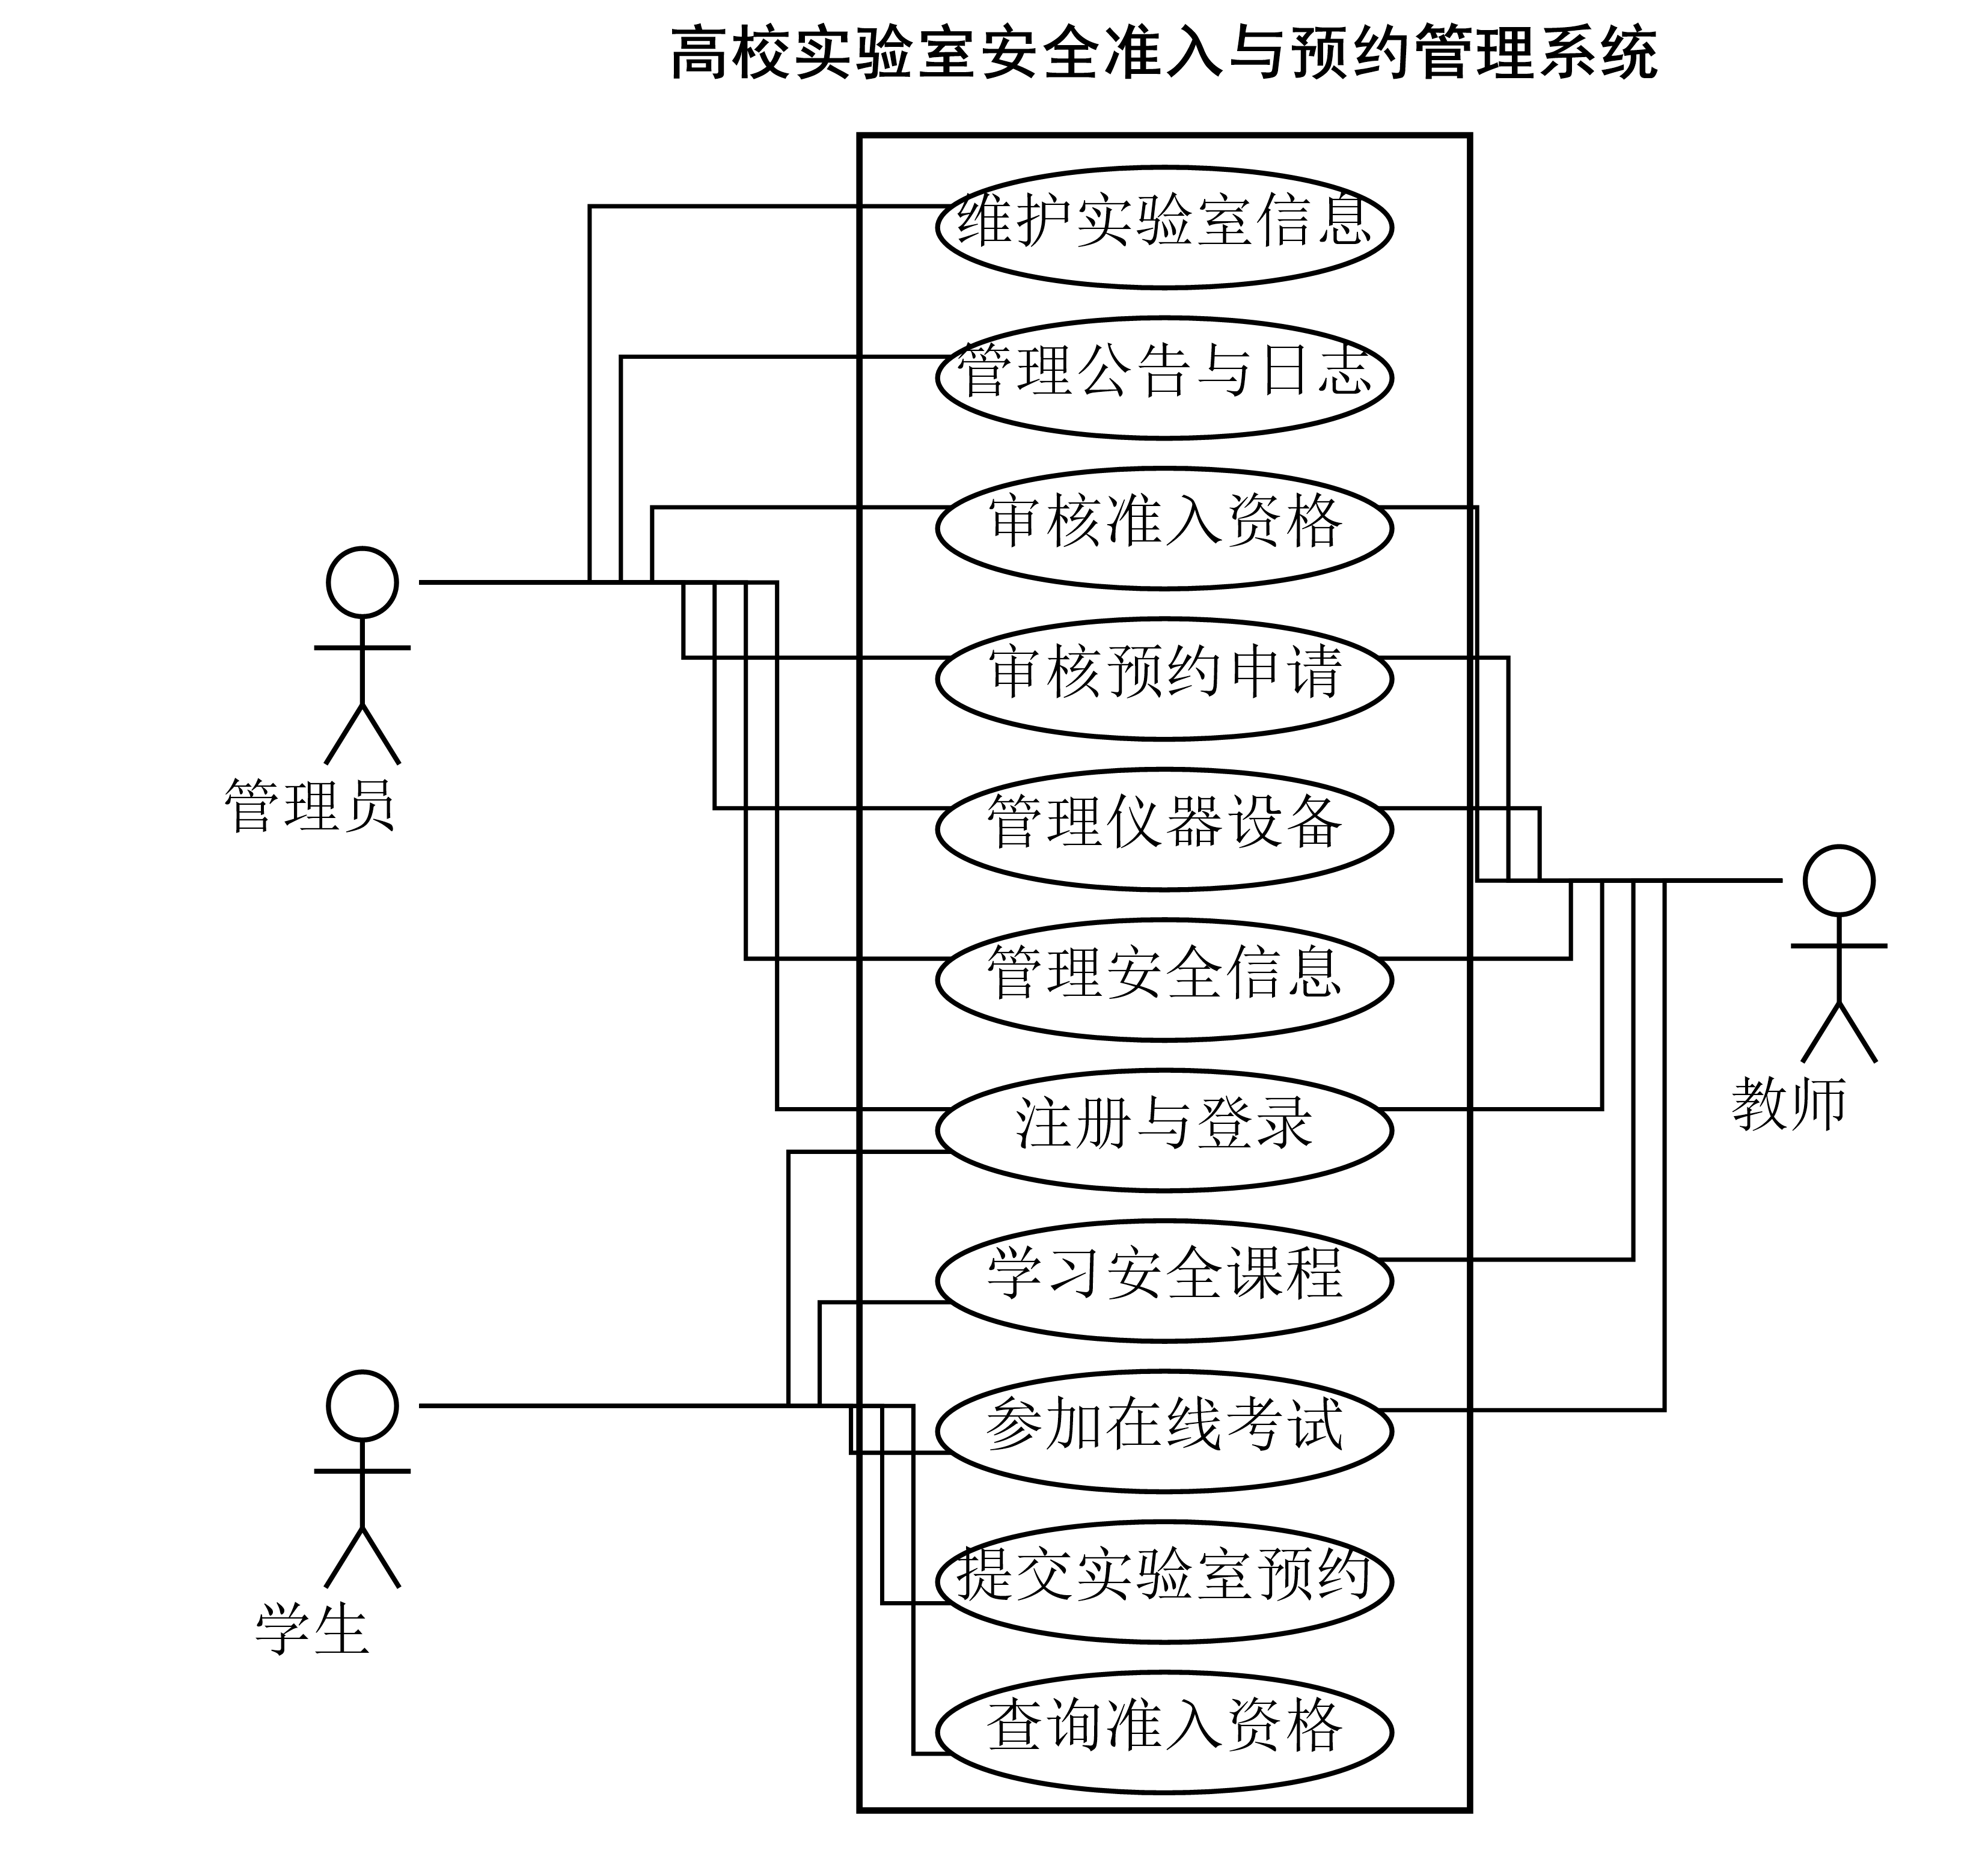 高校实验室安全准入与预约管理系统
维护实验室信息
管理公告与日志
审核准入资格
审核预约申请
管理员
管理仪器设备
管理安全信息
教师
注册与登录
学习安全课程
参加在线考试
提交实验室预约
学生
查询准入资格